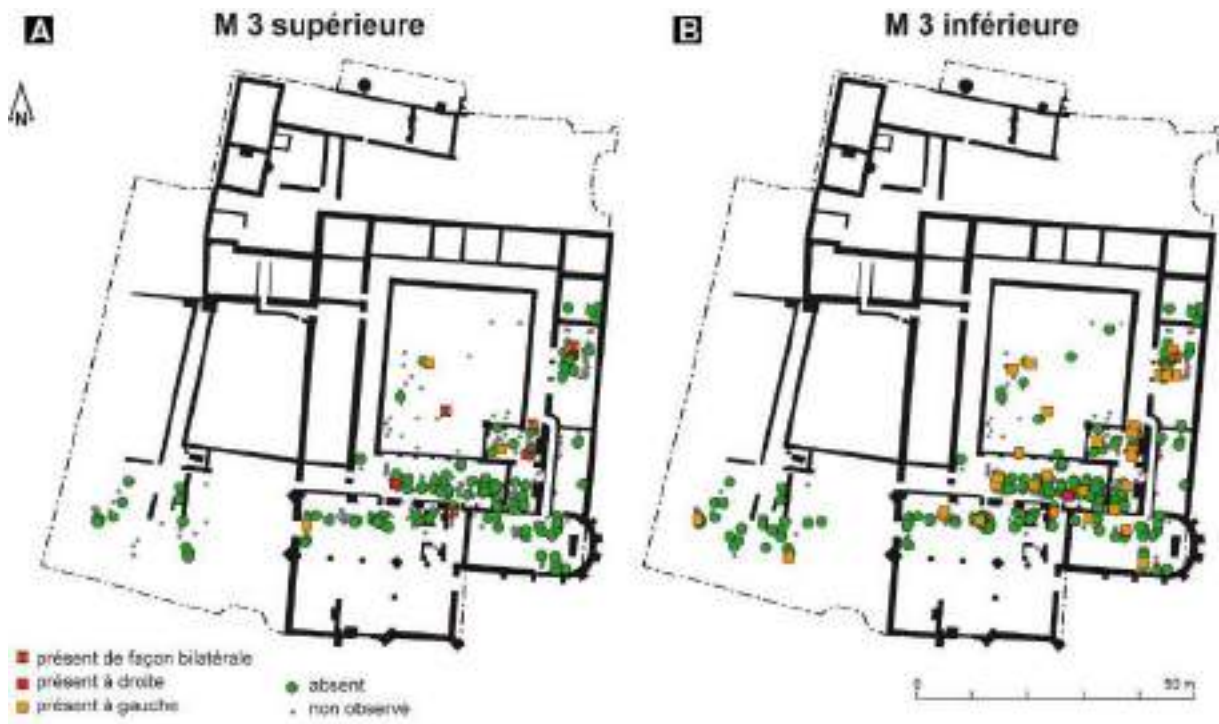 A M 3 supérieure
B M 3 inférieure
N
présent de façon bilatérale
présent à droite
présent à gauche
absent
non observé
0 50 m